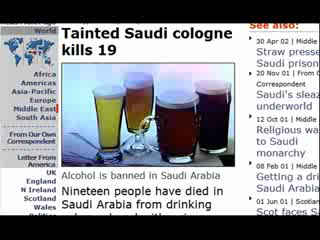 World
Africa
Americas
Asia-Pacific
Europe
Middle East
South Asia
From Our Own
Correspondent
Letter From
America
UK
England
N Ireland
Scotland
Wales
Tainted Saudi cologne
kills 19
Alcohol is banned in Saudi Arabia
Nineteen people have died in
Saudi Arabia from drinking
See also:
30 Apr 02 | Middle
Straw presse
Saudi prison
20 Nov 01 | From O
Correspondent
Saudi's sleaz
underworld
12 Oct 01 | Middle
Religious wa
to Saudi
monarchy
08 Feb 01 | Middle
Getting a dri
Saudi Arabia
01 Jun 01 | Scotlan
Scot faces Sa